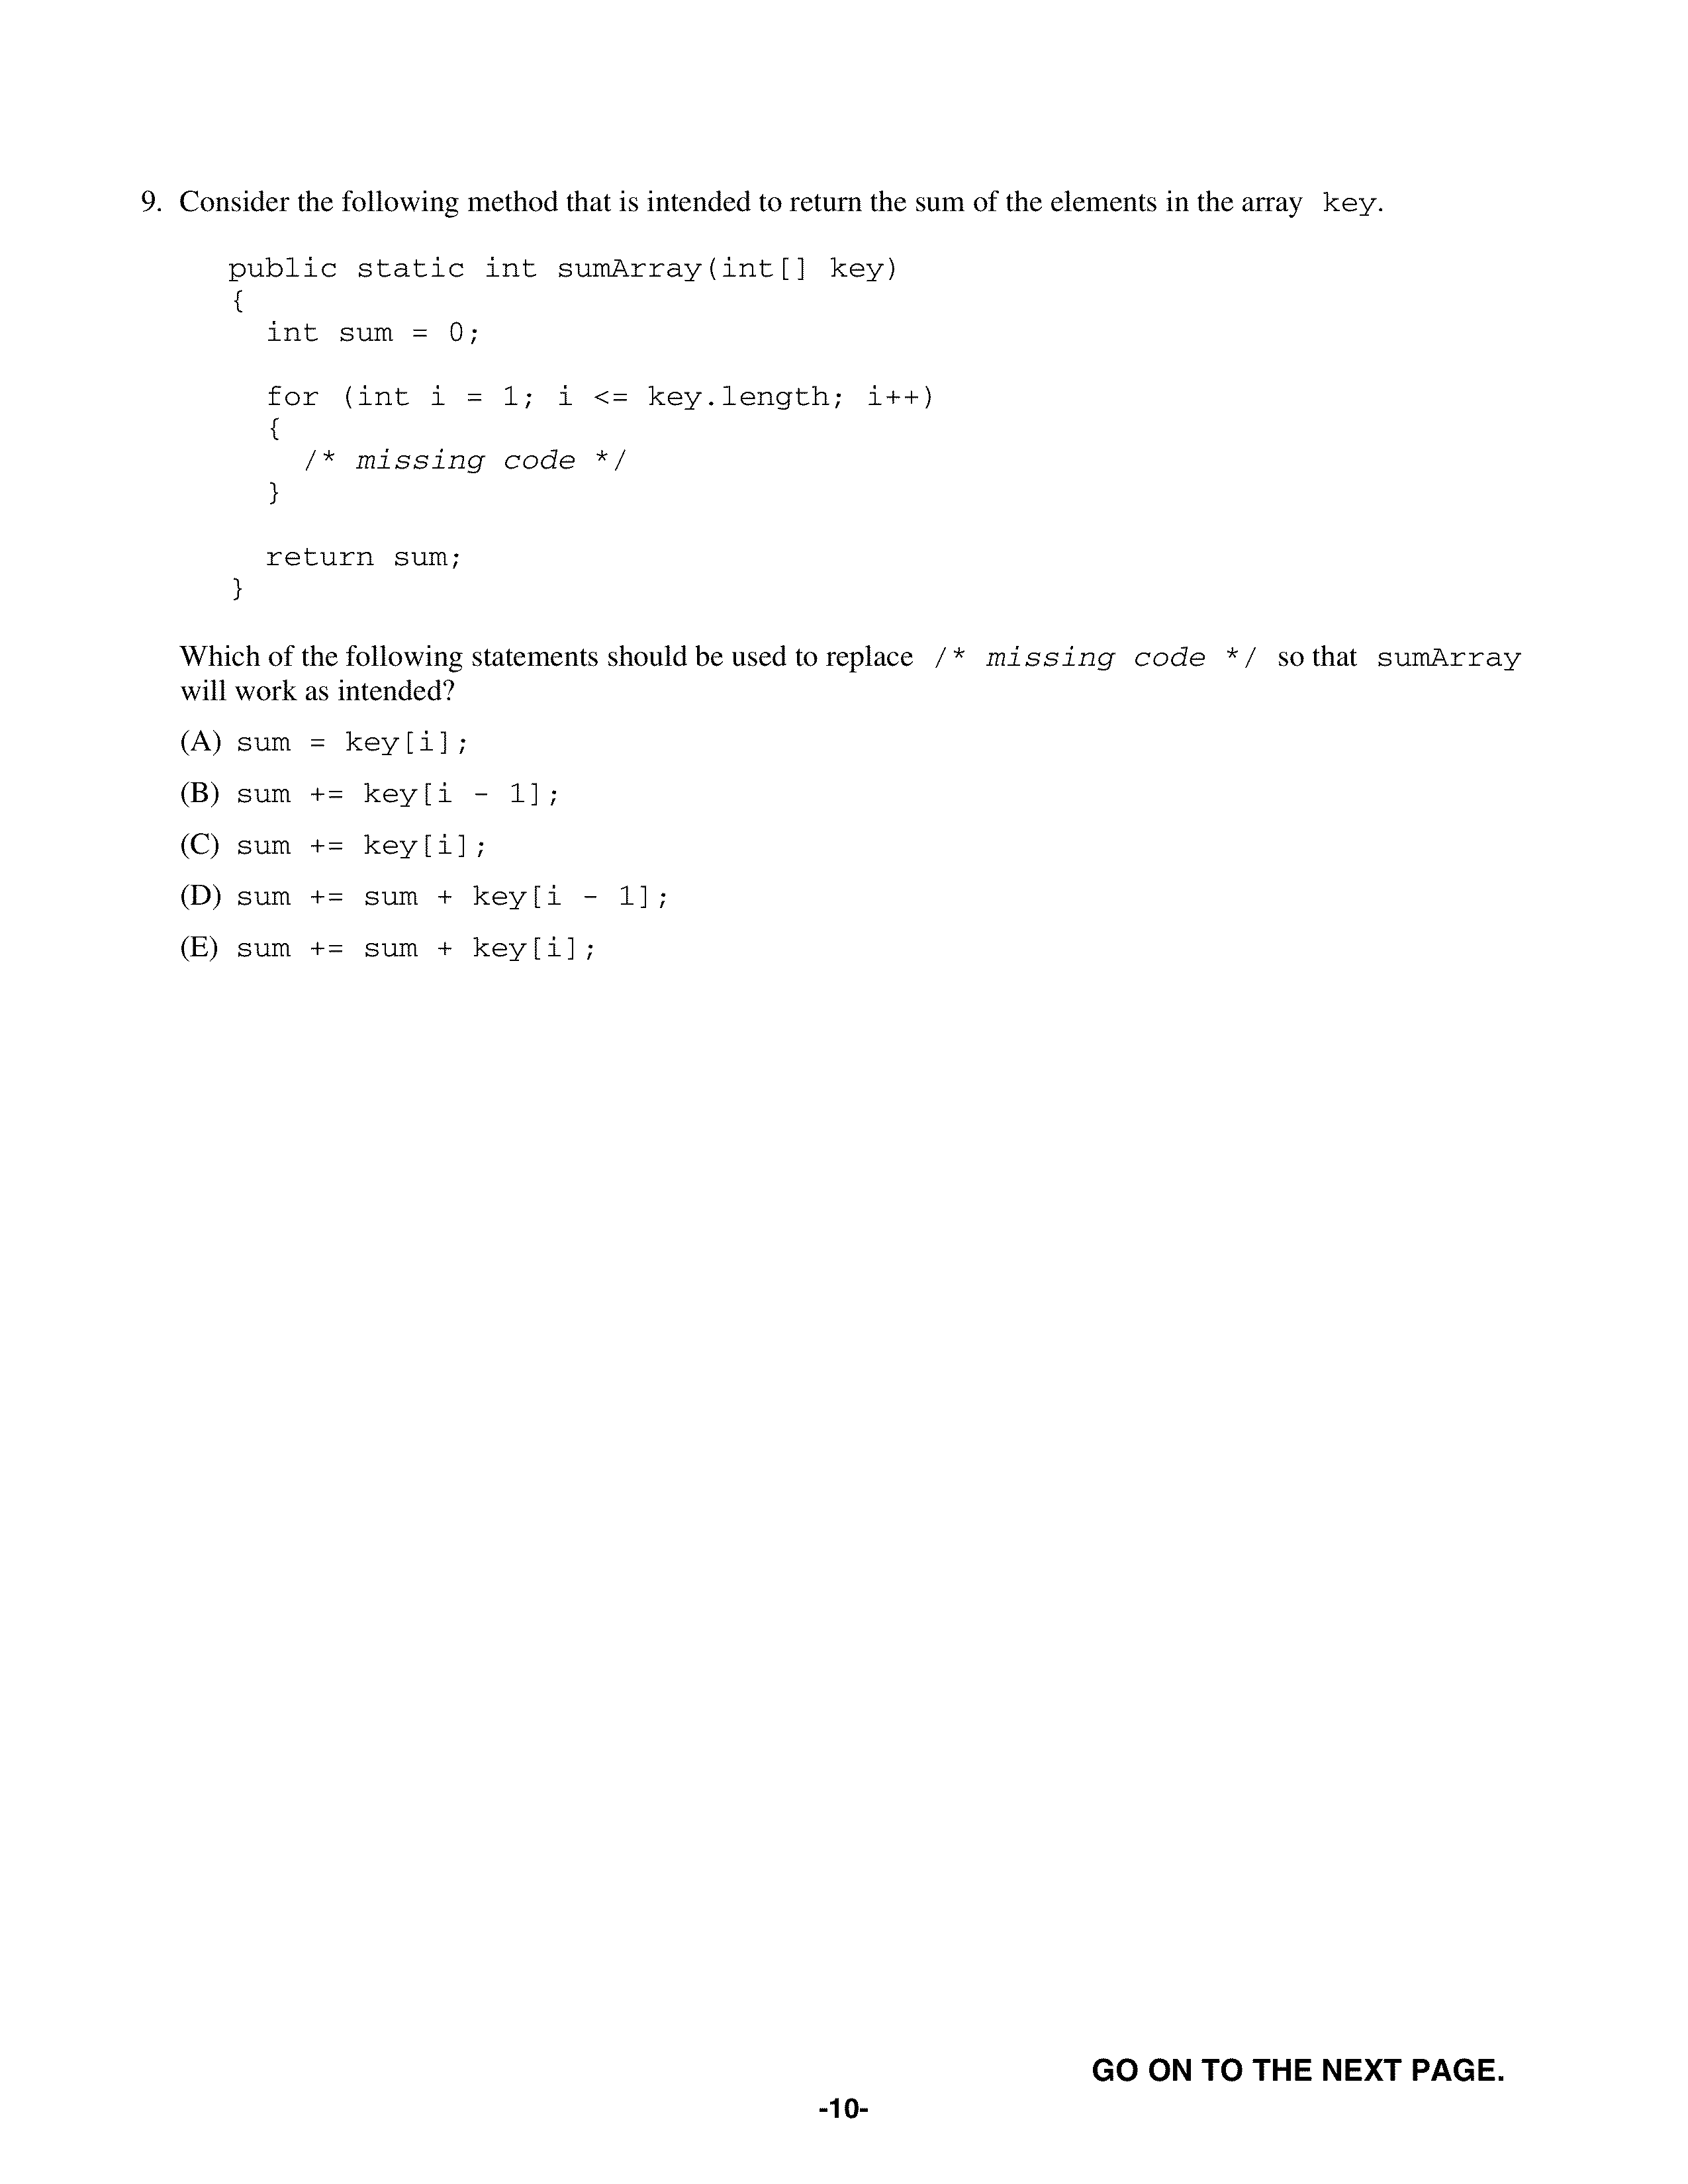 9. Consider the following method that is intended to return the sum of the elements in the array key.
public static int sumArray(int[] key)
{
int sum = 0;
for (int i = 1; i <= key.length; i++)
{
/* missing code */
}
return sum;
}
Which of the following statements should be used to replace /* missing code */ so that sumArray
will work as intended?
(A) sum = key[i];
(B) sum += key[i - 1];
(C) sum += key[i];
(D) sum += sum + key[i - 1];
(E) sum += sum + key[i];
GO ON TO THE NEXT PAGE.
-10-